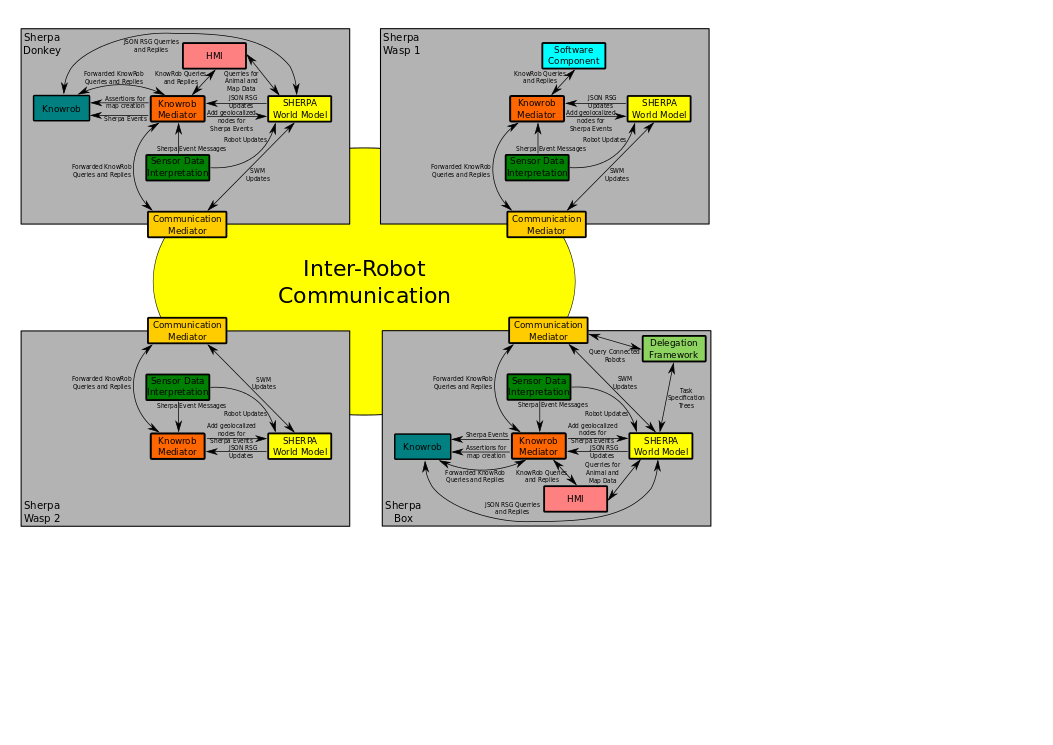 Sherpa
Donkey
JSON RSG Querries
and Replies
HMI
Forwarded KnowRob
Queries and Replies
KnowRob Queries
and Replies
Querries for
Animal and
Map Data
Knowrob
Assertions for
map creation
Sherpa Events
Knowrob
Mediator
JSON RSG
Updates
Add geolocalized
nodes for
Sherpa Events
SHERPA
World Model
Robot Updates
Sherpa Event Messages
Sensor Data
Interpretation
Forwarded KnowRob
Queries and Replies
SWM
Updates
Communication
Mediator
Sherpa
Wasp 1
Software
Component
KnowRob Queries
and Replies
Knowrob
Mediator
JSON RSG
Updates
Add geolocalized
nodes for
Sherpa Events
SHERPA
World Model
Robot Updates
Sherpa Event Messages
Sensor Data
Interpretation
Forwarded KnowRob
Queries and Replies
SWM
Updates
Communication
Mediator
Inter-Robot
Communication
Communication
Mediator
Forwarded KnowRob
Queries and Replies
Sensor Data
Interpretation
SWM
Updates
Sherpa Event Messages
Robot Updates
Knowrob
Mediator
Add geolocalized
nodes for
Sherpa Events
JSON RSG
Updates
SHERPA
World Model
Sherpa
Wasp 2
Communication
Mediator
Delegation
Framework
Query Connected
Robots
Forwarded KnowRob
Queries and Replies
Sensor Data
Interpretation
SWM
Updates
Task
Specification
Trees
Sherpa Event Messages
Robot Updates
Knowrob
Sherpa Events
Assertions for
map creation
Knowrob
Mediator
Add geolocalized
nodes for
Sherpa Events
JSON RSG
Updates
SHERPA
World Model
Forwarded KnowRob
Queries and Replies
KnowRob Queries
and Replies
Querries for
Animal and
Map Data
HMI
JSON RSG Querries
and Replies
Sherpa
Box